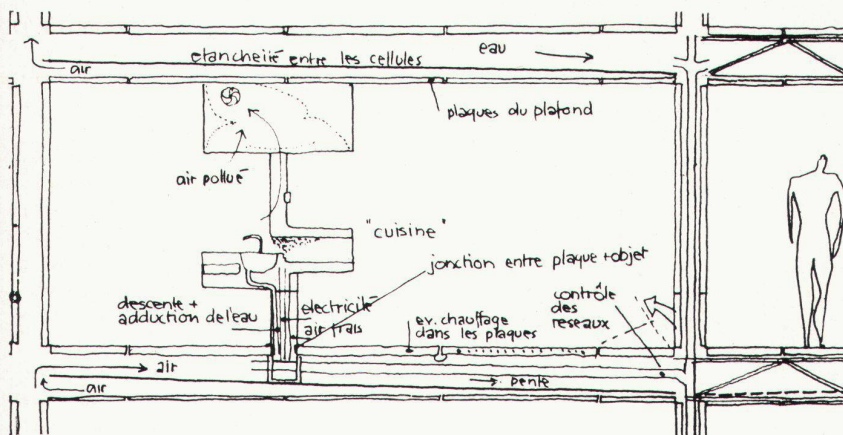 eau
etancheité entre les cellules
air
plaques du plafond
air pollué
"cuisine"
jonction entre plaque + objet
descente +
adduction de l'eau
electricité
air frais
ev. chauffage
dans les plaques
contrôle
des
reseaux
air
air
pente